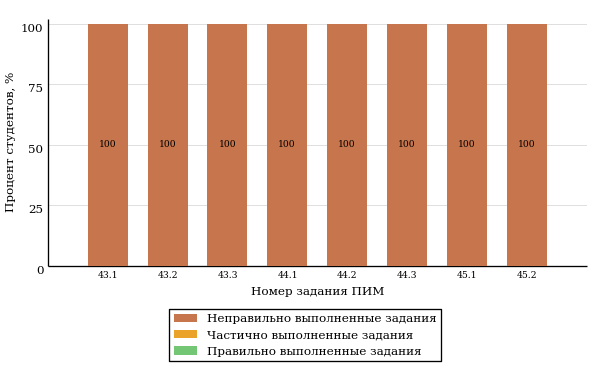 100
75
50
25
0
Процент студентов, %
100 100 100 100 100 100 100 100
43.1 43.2 43.3 44.1 44.2 44.3 45.1 45.2
Номер задания ПИМ
Неправильно выполненные задания
Частично выполненные задания
Правильно выполненные задания